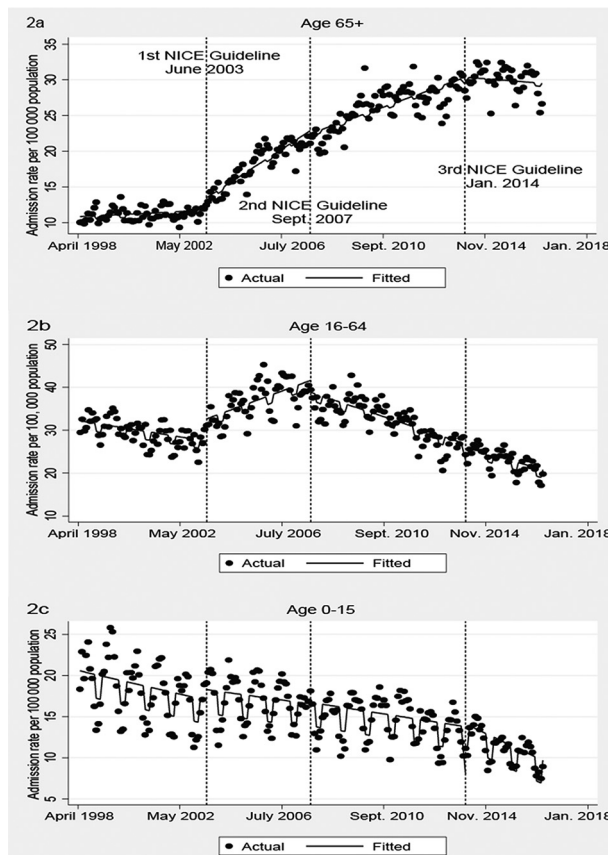 2a
Age 65+
Admission rate per 100 000 population
35
30
25
20
15
10
1st NICE Guideline
June 2003
2nd NICE Guideline
Sept. 2007
3rd NICE Guideline
Jan. 2014
April 1998 May 2002 July 2006 Sept. 2010 Nov. 2014 Jan. 2018
Actual Fitted
2b
Age 16-64
Admission rate per 100, 000 population
50
40
30
20
10
April 1998 May 2002 July 2006 Sept. 2010 Nov. 2014 Jan. 2018
Actual Fitted
2c
Age 0-15
Admission rate per 100 000 population
25
20
15
10
5
April 1998 May 2002 July 2006 Sept. 2010 Nov. 2014 Jan. 2018
Actual Fitted